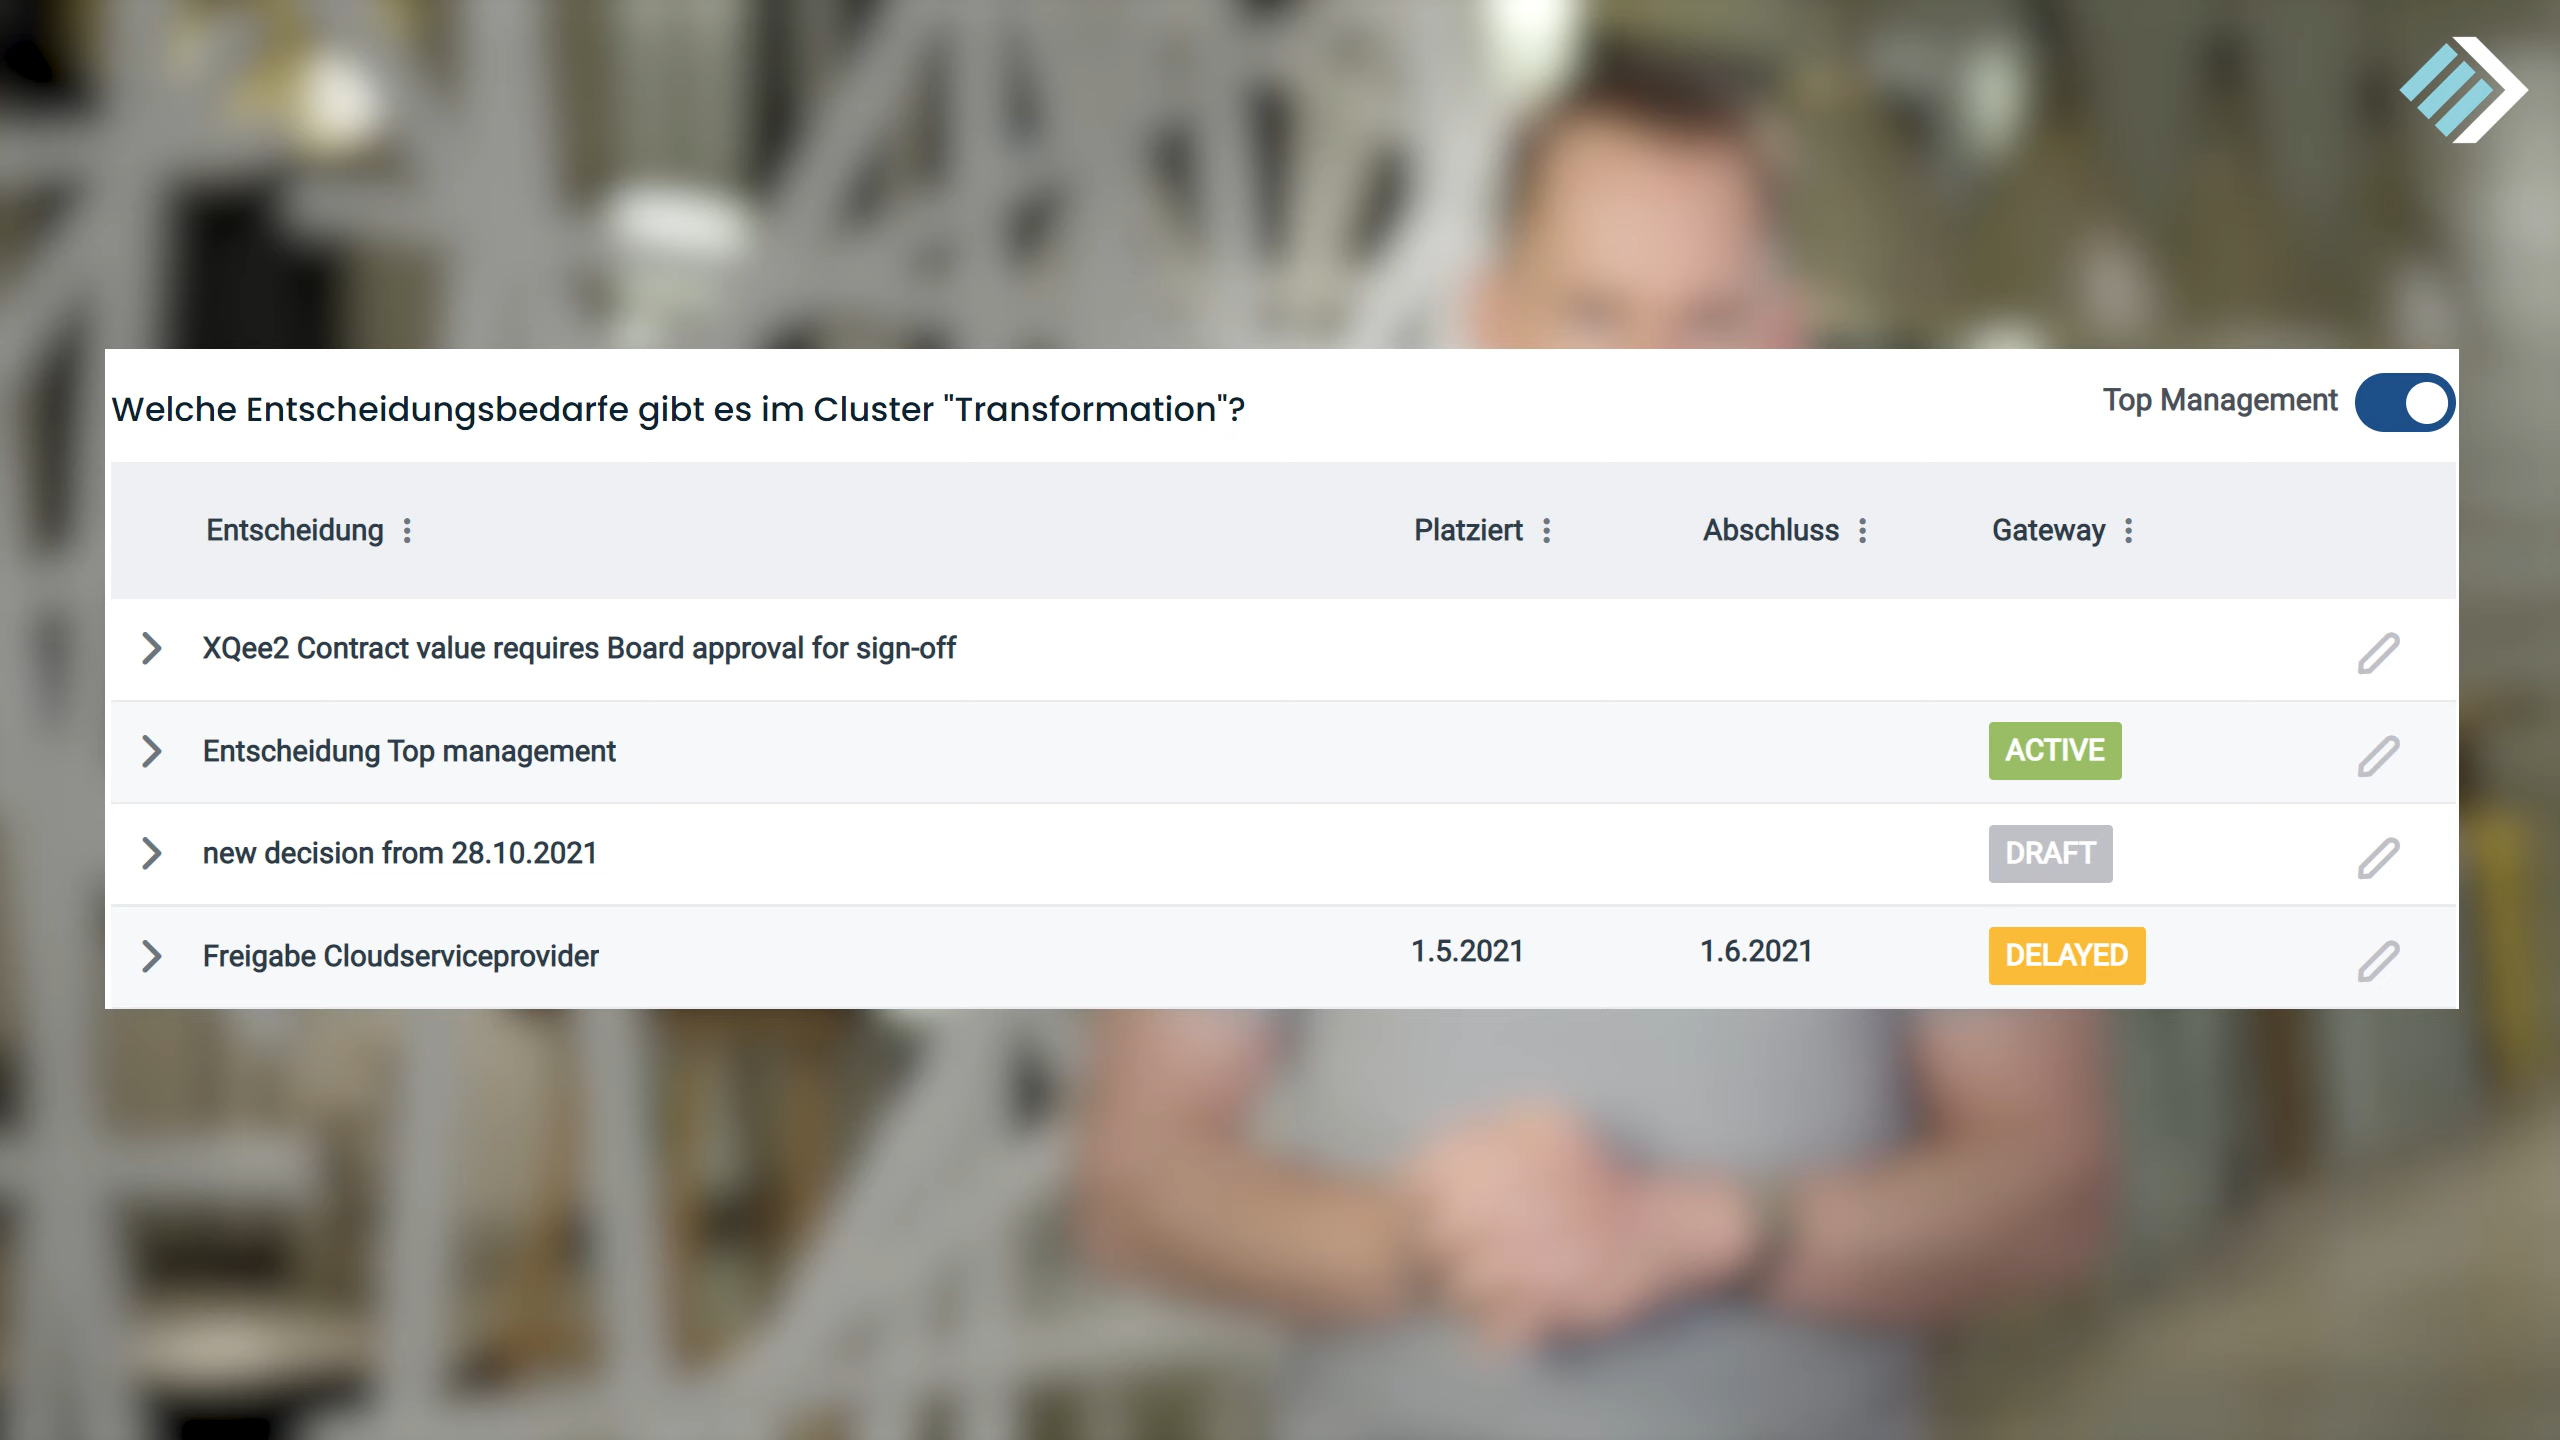 Welche Entscheidungsbedarfe gibt es im Cluster "Transformation"?
Top Management
Entscheidung Platziert Abschluss Gateway
XQee2 Contract value requires Board approval for sign-off
Entscheidung Top management ACTIVE
new decision from 28.10.2021 DRAFT
Freigabe Cloudserviceprovider 1.5.2021 1.6.2021 DELAYED